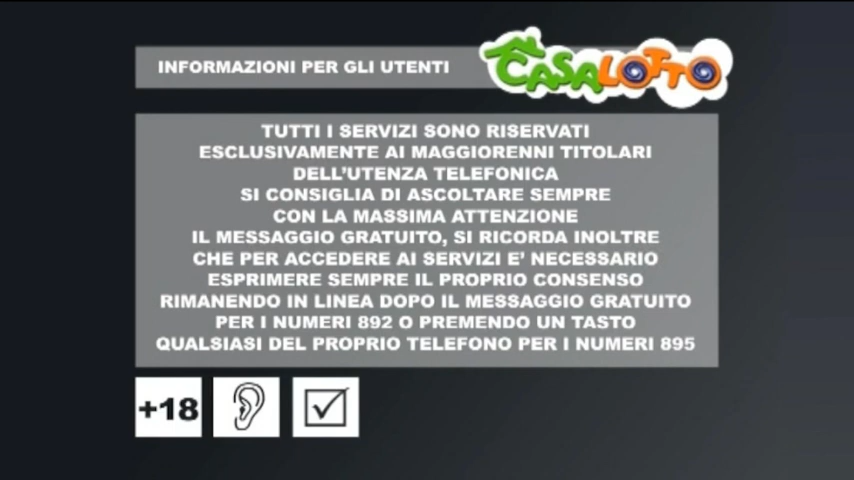 INFORMAZIONI PER GLI UTENTI
CASALOTTO
TUTTI I SERVIZI SONO RISERVATI
ESCLUSIVAMENTE AI MAGGIORENNI TITOLARI
DELL'UTENZA TELEFONICA
SI CONSIGLIA DI ASCOLTARE SEMPRE
CON LA MASSIMA ATTENZIONE
IL MESSAGGIO GRATUITO, SI RICORDA INOLTRE
CHE PER ACCEDERE AI SERVIZI E' NECESSARIO
ESPRIMERE SEMPRE IL PROPRIO CONSENSO
RIMANENDO IN LINEA DOPO IL MESSAGGIO GRATUITO
PER I NUMERI 892 O PREMENDO UN TASTO
QUALSIASI DEL PROPRIO TELEFONO PER I NUMERI 895
+18